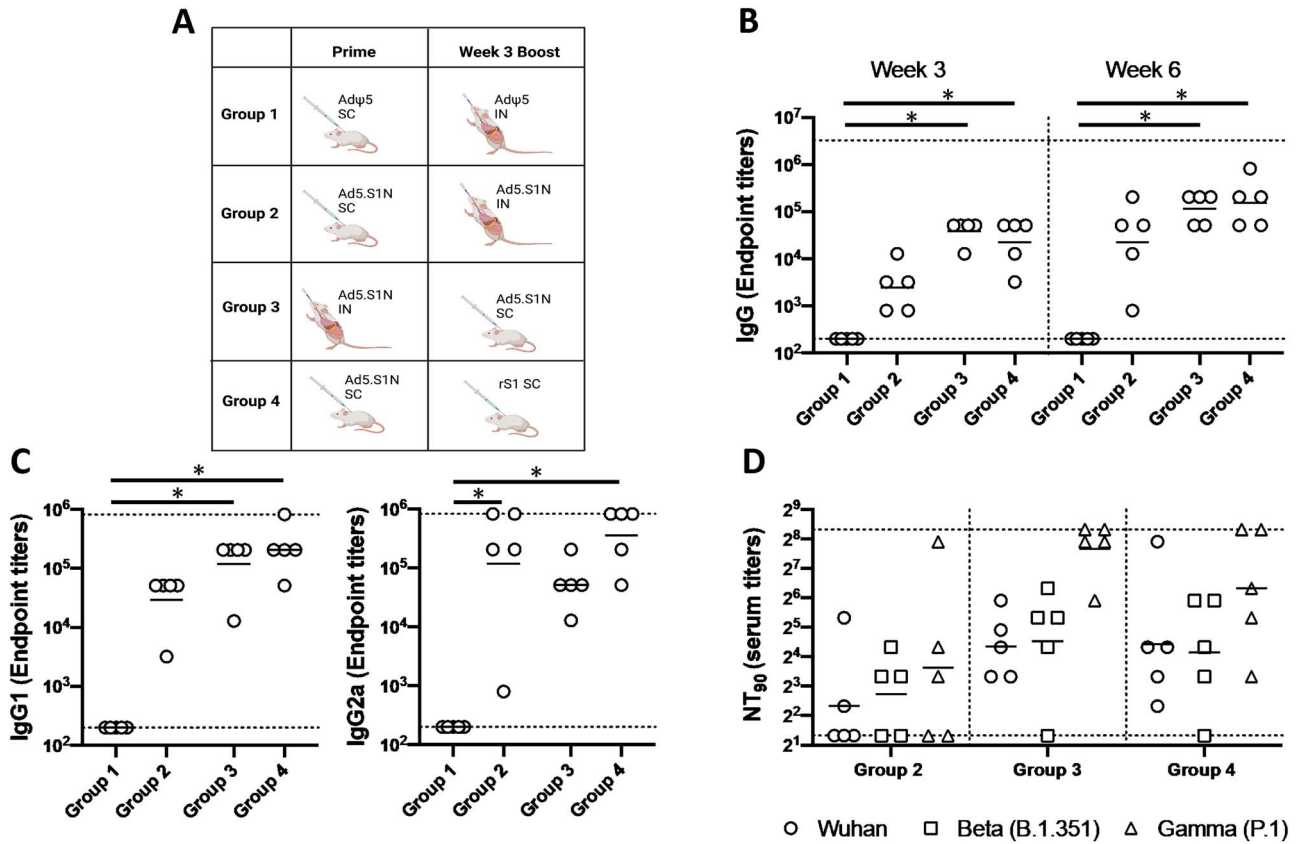 A
Prime
Week 3 Boost
Group 1
Adψ5
SC
Adψ5
IN
Group 2
Ad5.S1N
SC
Ad5.S1N
IN
Group 3
Ad5.S1N
IN
Ad5.S1N
SC
Group 4
Ad5.S1N
SC
rS1 SC
B
Week 3
Week 6
*
*
*
*
IgG (Endpoint titers)
10⁷
10⁶
10⁵
10⁴
10³
10²
Group 1
Group 2
Group 3
Group 4
Group 1
Group 2
Group 3
Group 4
C
*
*
IgG1 (Endpoint titers)
10⁶
10⁵
10⁴
10³
10²
Group 1
Group 2
Group 3
Group 4
*
*
IgG2a (Endpoint titers)
10⁶
10⁵
10⁴
10³
10²
Group 1
Group 2
Group 3
Group 4
D
NT₉₀ (serum titers)
2⁹
2⁸
2⁷
2⁶
2⁵
2⁴
2³
2²
2¹
Group 2
Group 3
Group 4
Wuhan
Beta (B.1.351)
Gamma (P.1)